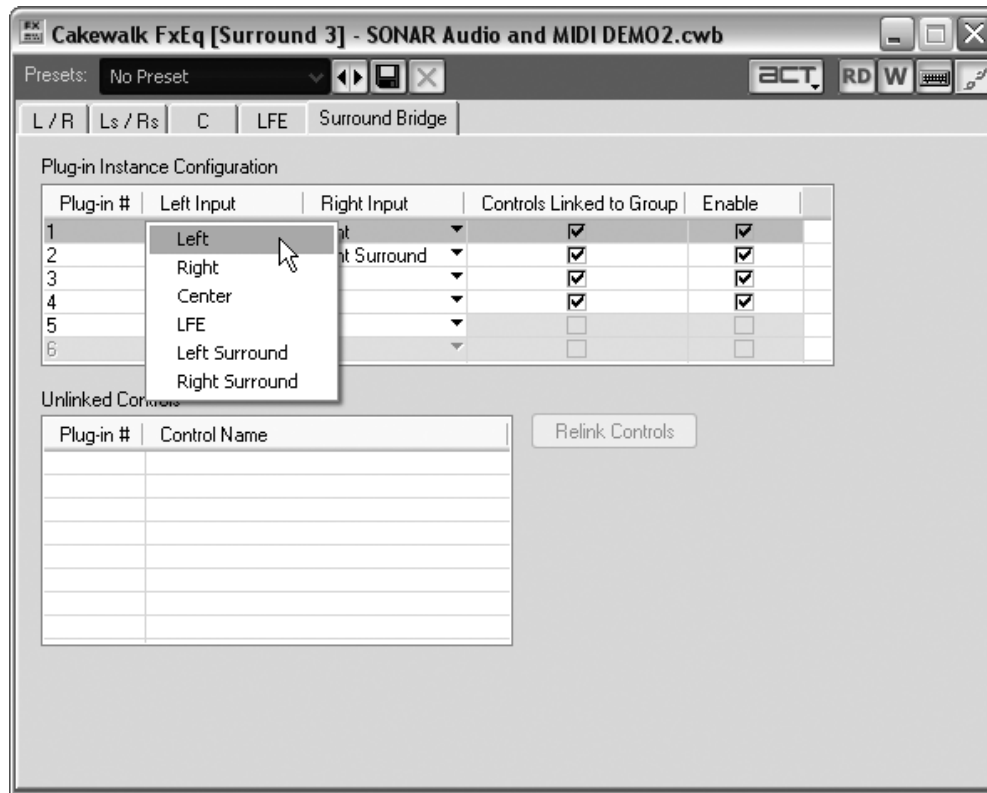 FX
Cakewalk FxEq [Surround 3] - SONAR Audio and MIDI DEMO2.cwb
Presets: No Preset ACT RD W
L / R Ls / Rs C LFE Surround Bridge
Plug-in Instance Configuration
Plug-in # Left Input Right Input Controls Linked to Group Enable
1
2 Surround
3
4
5
6
Left
Right
Center
LFE
Left Surround
Right Surround
Unlinked
Plug-in # Control Name Relink Controls